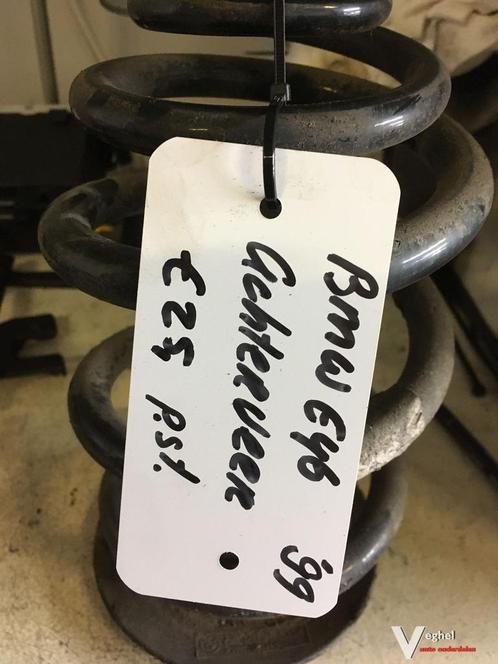 BMW E46 '99
Achterveer
€25 p.st.
Veghel
auto onderdelen